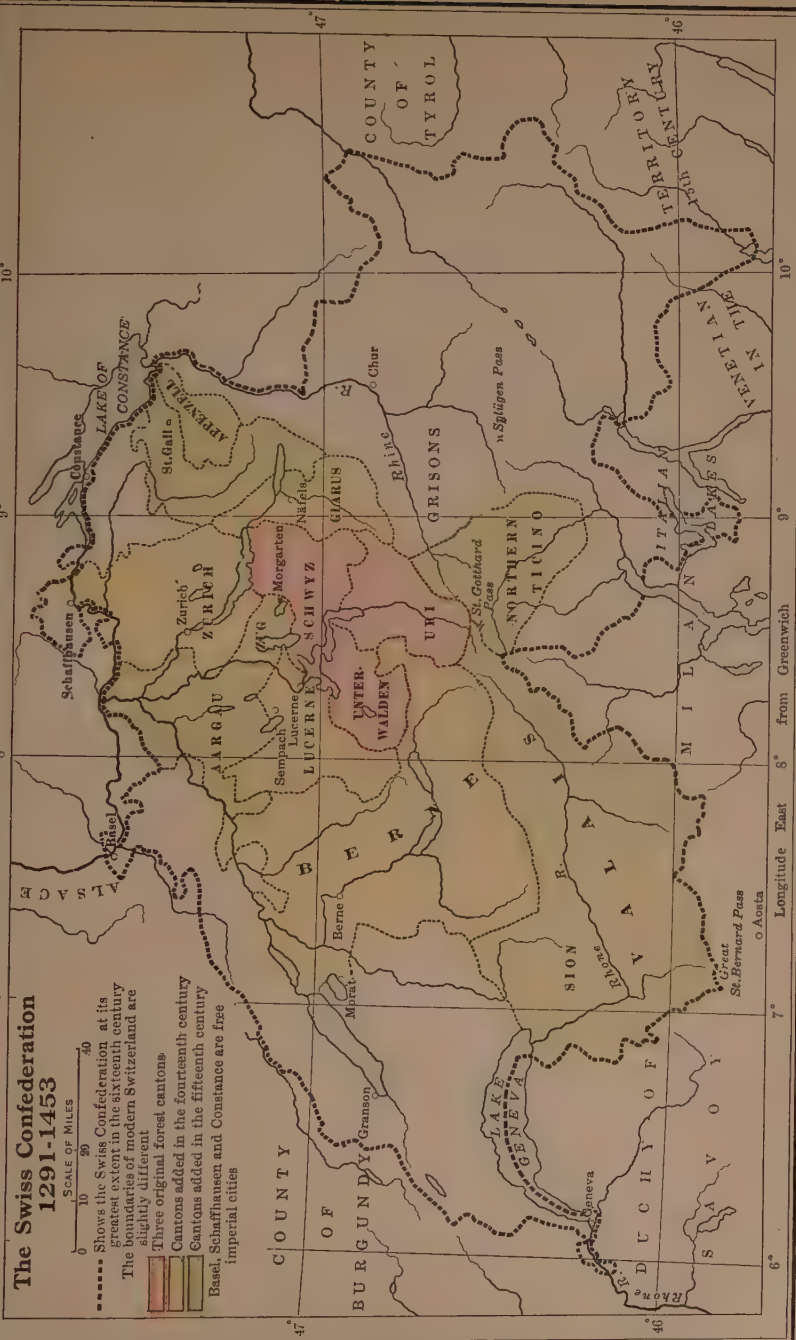 The Swiss Confederation
1291-1453
SCALE OF MILES
0 10 20 40
Shows the Swiss Confederation at its
greatest extent in the sixteenth century
The boundaries of modern Switzerland are
slightly different
Three original forest cantons
Cantons added in the fourteenth century
Cantons added in the fifteenth century
Basel, Schaffhausen and Constance are free
imperial cities
ALSACE
Basel
Schaffhausen
Constance
LAKE OF
CONSTANCE
St.Gall
APPENZELL
Zurich
ZURICH
AARGAU
ZUG
Morgarten
Näfels
GLARUS
SCHWYZ
Sempach
Lucerne
LUCERNE
UNTER-
WALDEN
URI
BERNE
Berne
Morat
Granson
COUNTY
OF
BURGUNDY
COUNTY
OF
TYROL
R.
Chur
Rhine
GRISONS
Splügen Pass
St.Gotthard
Pass
NORTHERN
TICINO
SION
Rhone
R.
VALAIS
LAKE
GENEVA
Geneva
R.
Rhone
DUCHY OF
SAVOY
Great
St.Bernard Pass
Aosta
MILAN
ITALIAN
LAKES
VENETIAN
TERRITORY
IN THE
15th CENTURY
9°
10°
47
46
47
46
6°
7°
8°
9°
10°
Longitude East from Greenwich